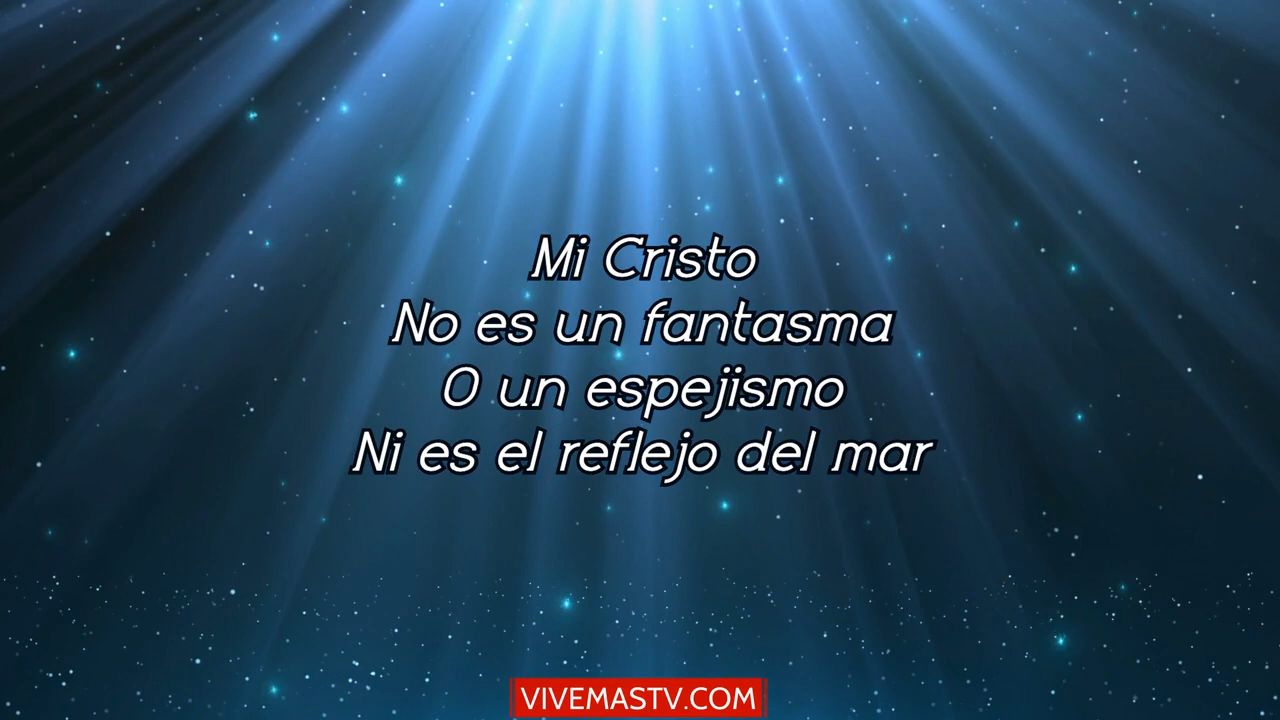 Mi Cristo
No es un fantasma
O un espejismo
Ni es el reflejo del mar
VIVEMASTV.COM